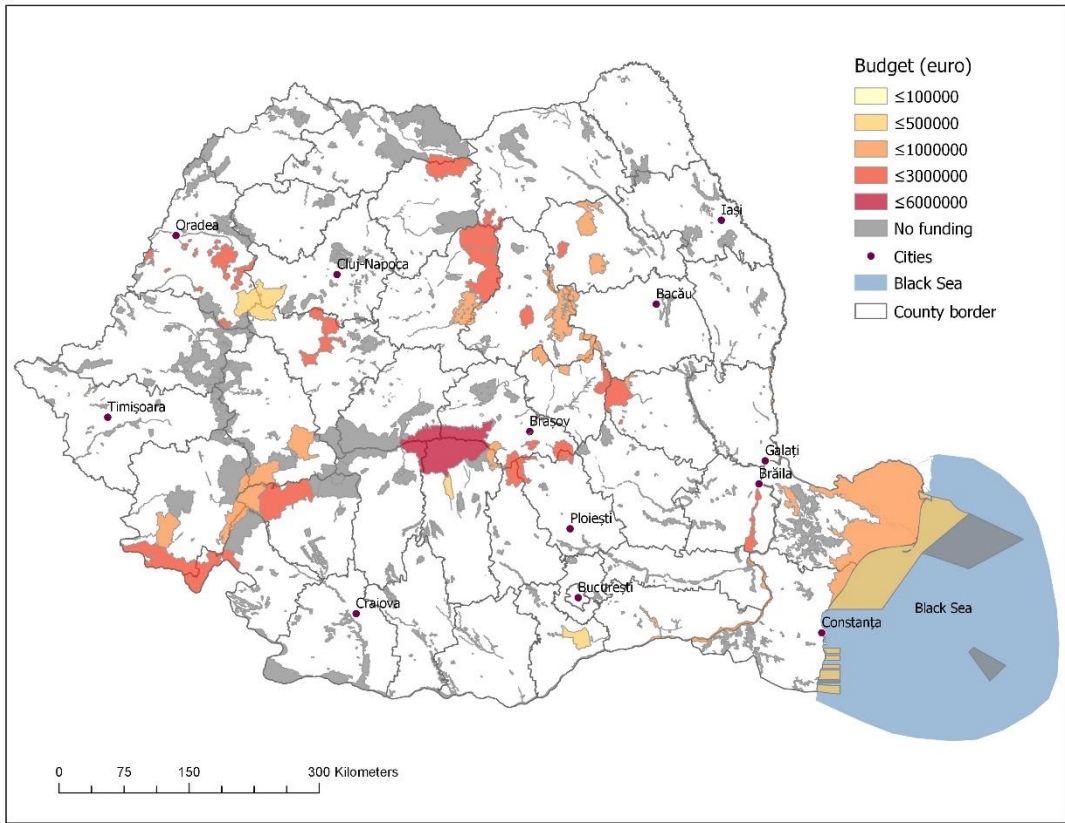 Budget (euro)
≤100000
≤500000
≤1000000
≤3000000
≤6000000
No funding
Cities
Black Sea
County border
Iași
Oradea
Cluj-Napoca
Bacău
Timișoara
Brașov
Galați
Brăila
Ploiești
București
Craiova
Black Sea
Constanța
0 75 150 300 Kilometers